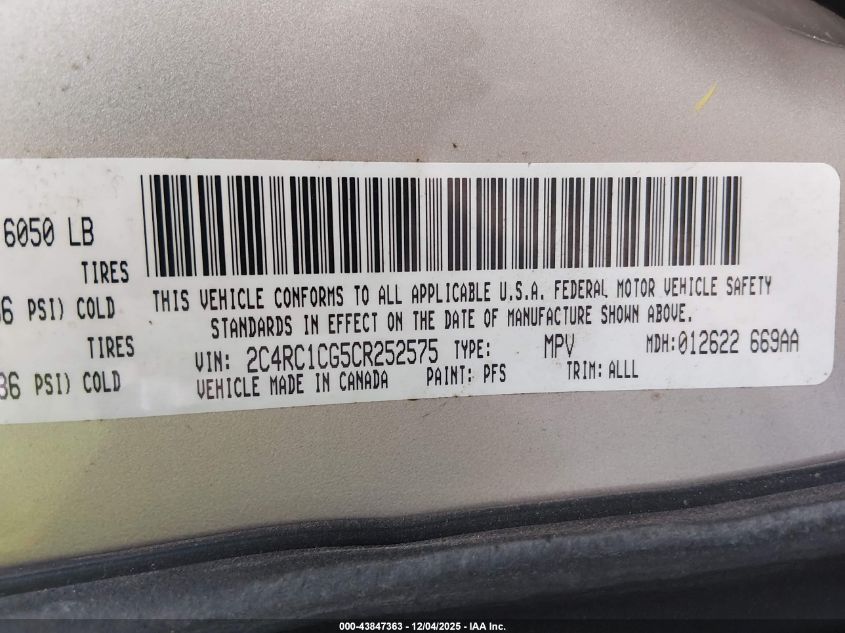 6050 LB
TIRES
36 PSI) COLD
TIRES
36 PSI) COLD
THIS VEHICLE CONFORMS TO ALL APPLICABLE U.S.A. FEDERAL MOTOR VEHICLE SAFETY
STANDARDS IN EFFECT ON THE DATE OF MANUFACTURE SHOWN ABOVE.
VIN: 2C4RC1CG5CR252575 TYPE: MPV MDH:012622 669AA
VEHICLE MADE IN CANADA PAINT: PFS TRIM: ALLL
000-43847363 - 12/04/2025 - IAA Inc.